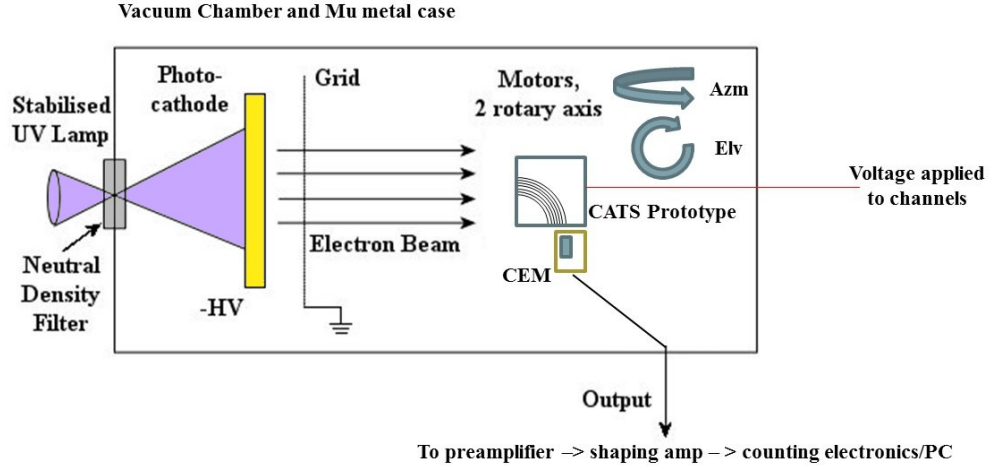 Vacuum Chamber and Mu metal case
Photo-
cathode
Grid
Motors,
2 rotary axis
Azm
Elv
Stabilised
UV Lamp
Voltage applied
to channels
CATS Prototype
Electron Beam
CEM
Neutral
Density
Filter
-HV
Output
To preamplifier –> shaping amp – > counting electronics/PC